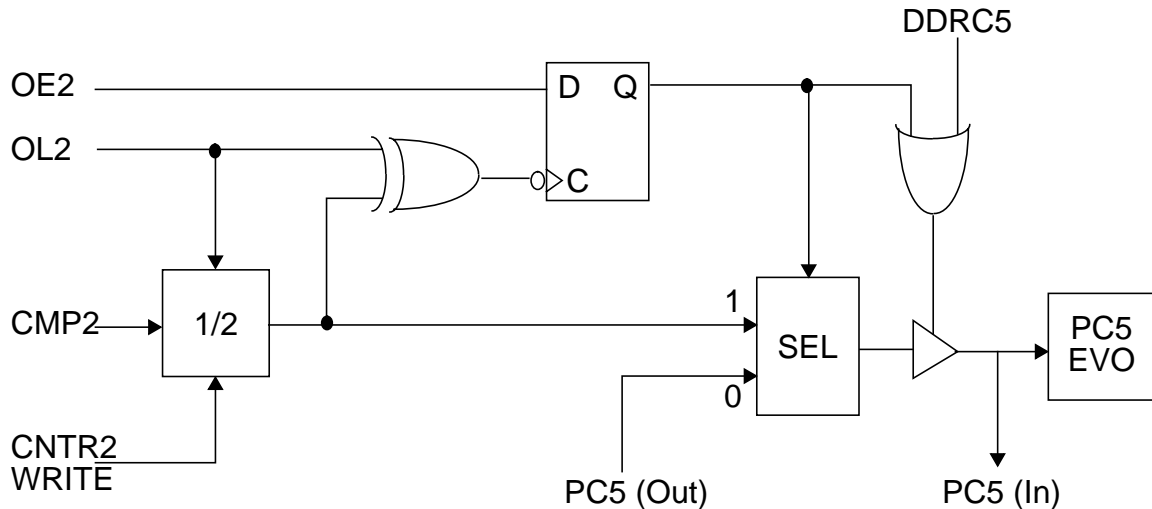 DDRC5
OE2
D Q
OL2
C
CMP2
1/2
1
SEL
PC5
EVO
0
CNTR2
WRITE
PC5 (Out)
PC5 (In)